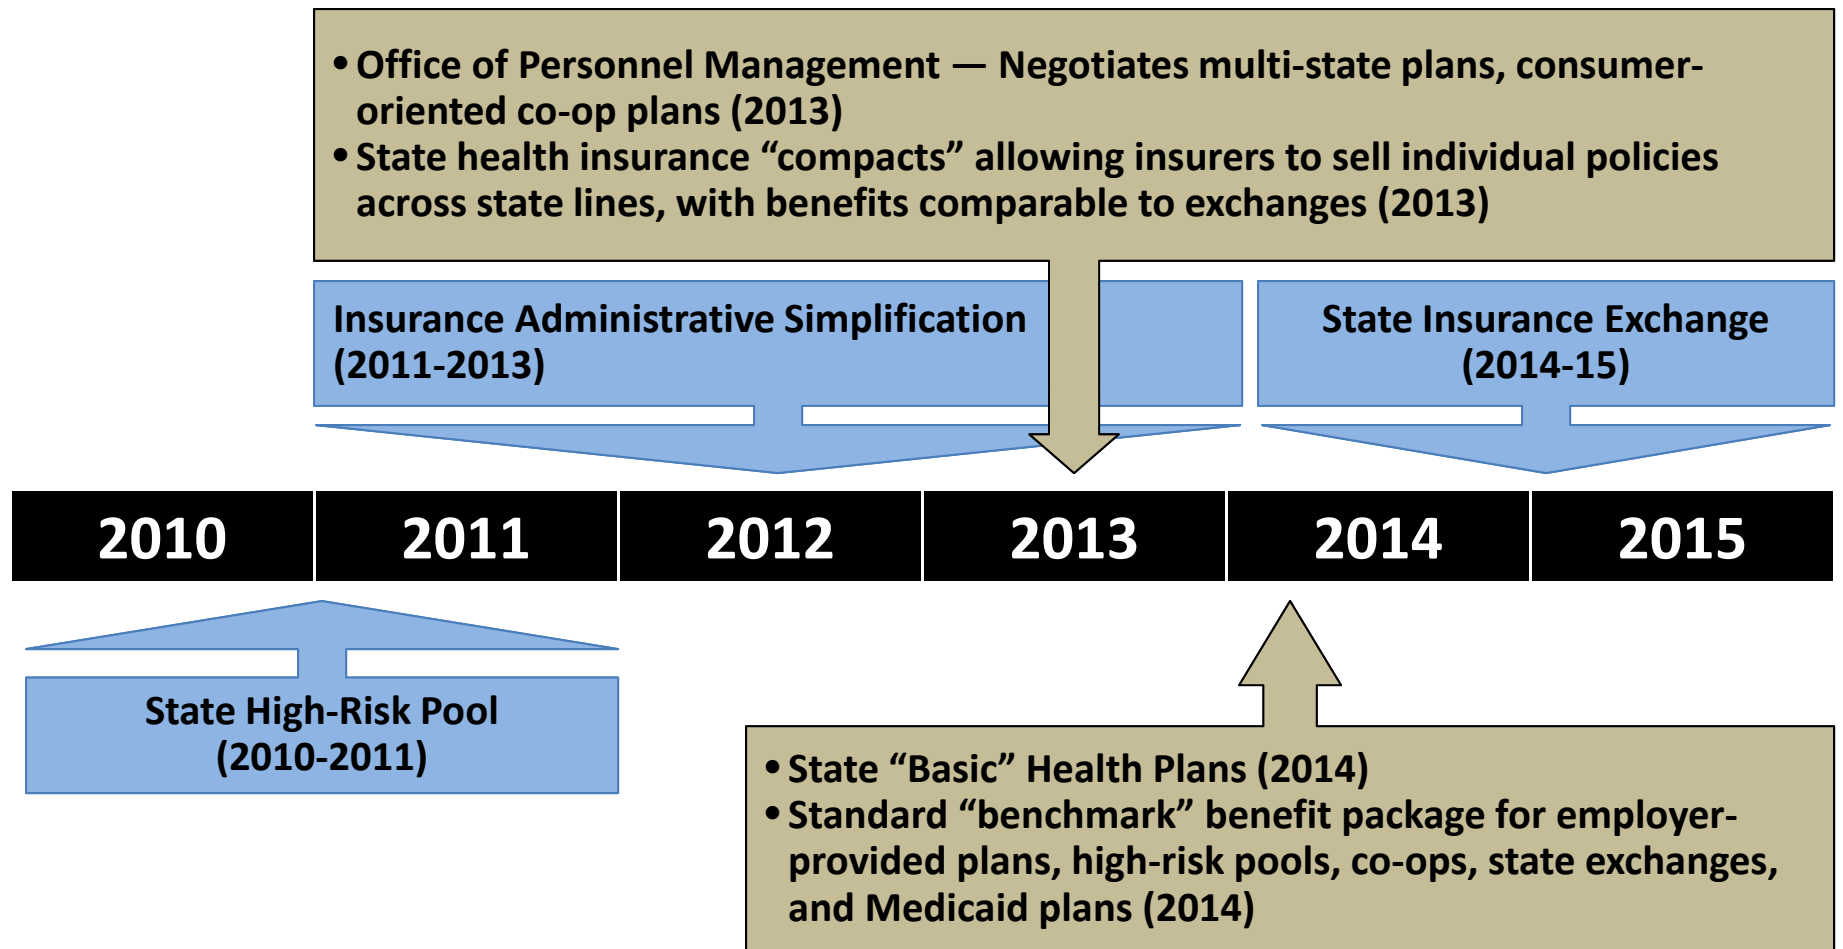 • Office of Personnel Management — Negotiates multi-state plans, consumer-
oriented co-op plans (2013)
• State health insurance “compacts” allowing insurers to sell individual policies
across state lines, with benefits comparable to exchanges (2013)
Insurance Administrative Simplification
(2011-2013)
State Insurance Exchange
(2014-15)
2010
2011
2012
2013
2014
2015
State High-Risk Pool
(2010-2011)
• State “Basic” Health Plans (2014)
• Standard “benchmark” benefit package for employer-
provided plans, high-risk pools, co-ops, state exchanges,
and Medicaid plans (2014)